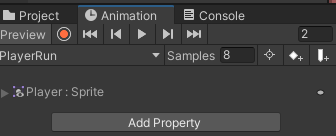 Project Animation Console
Preview 2
PlayerRun Samples 8
Player : Sprite
Add Property